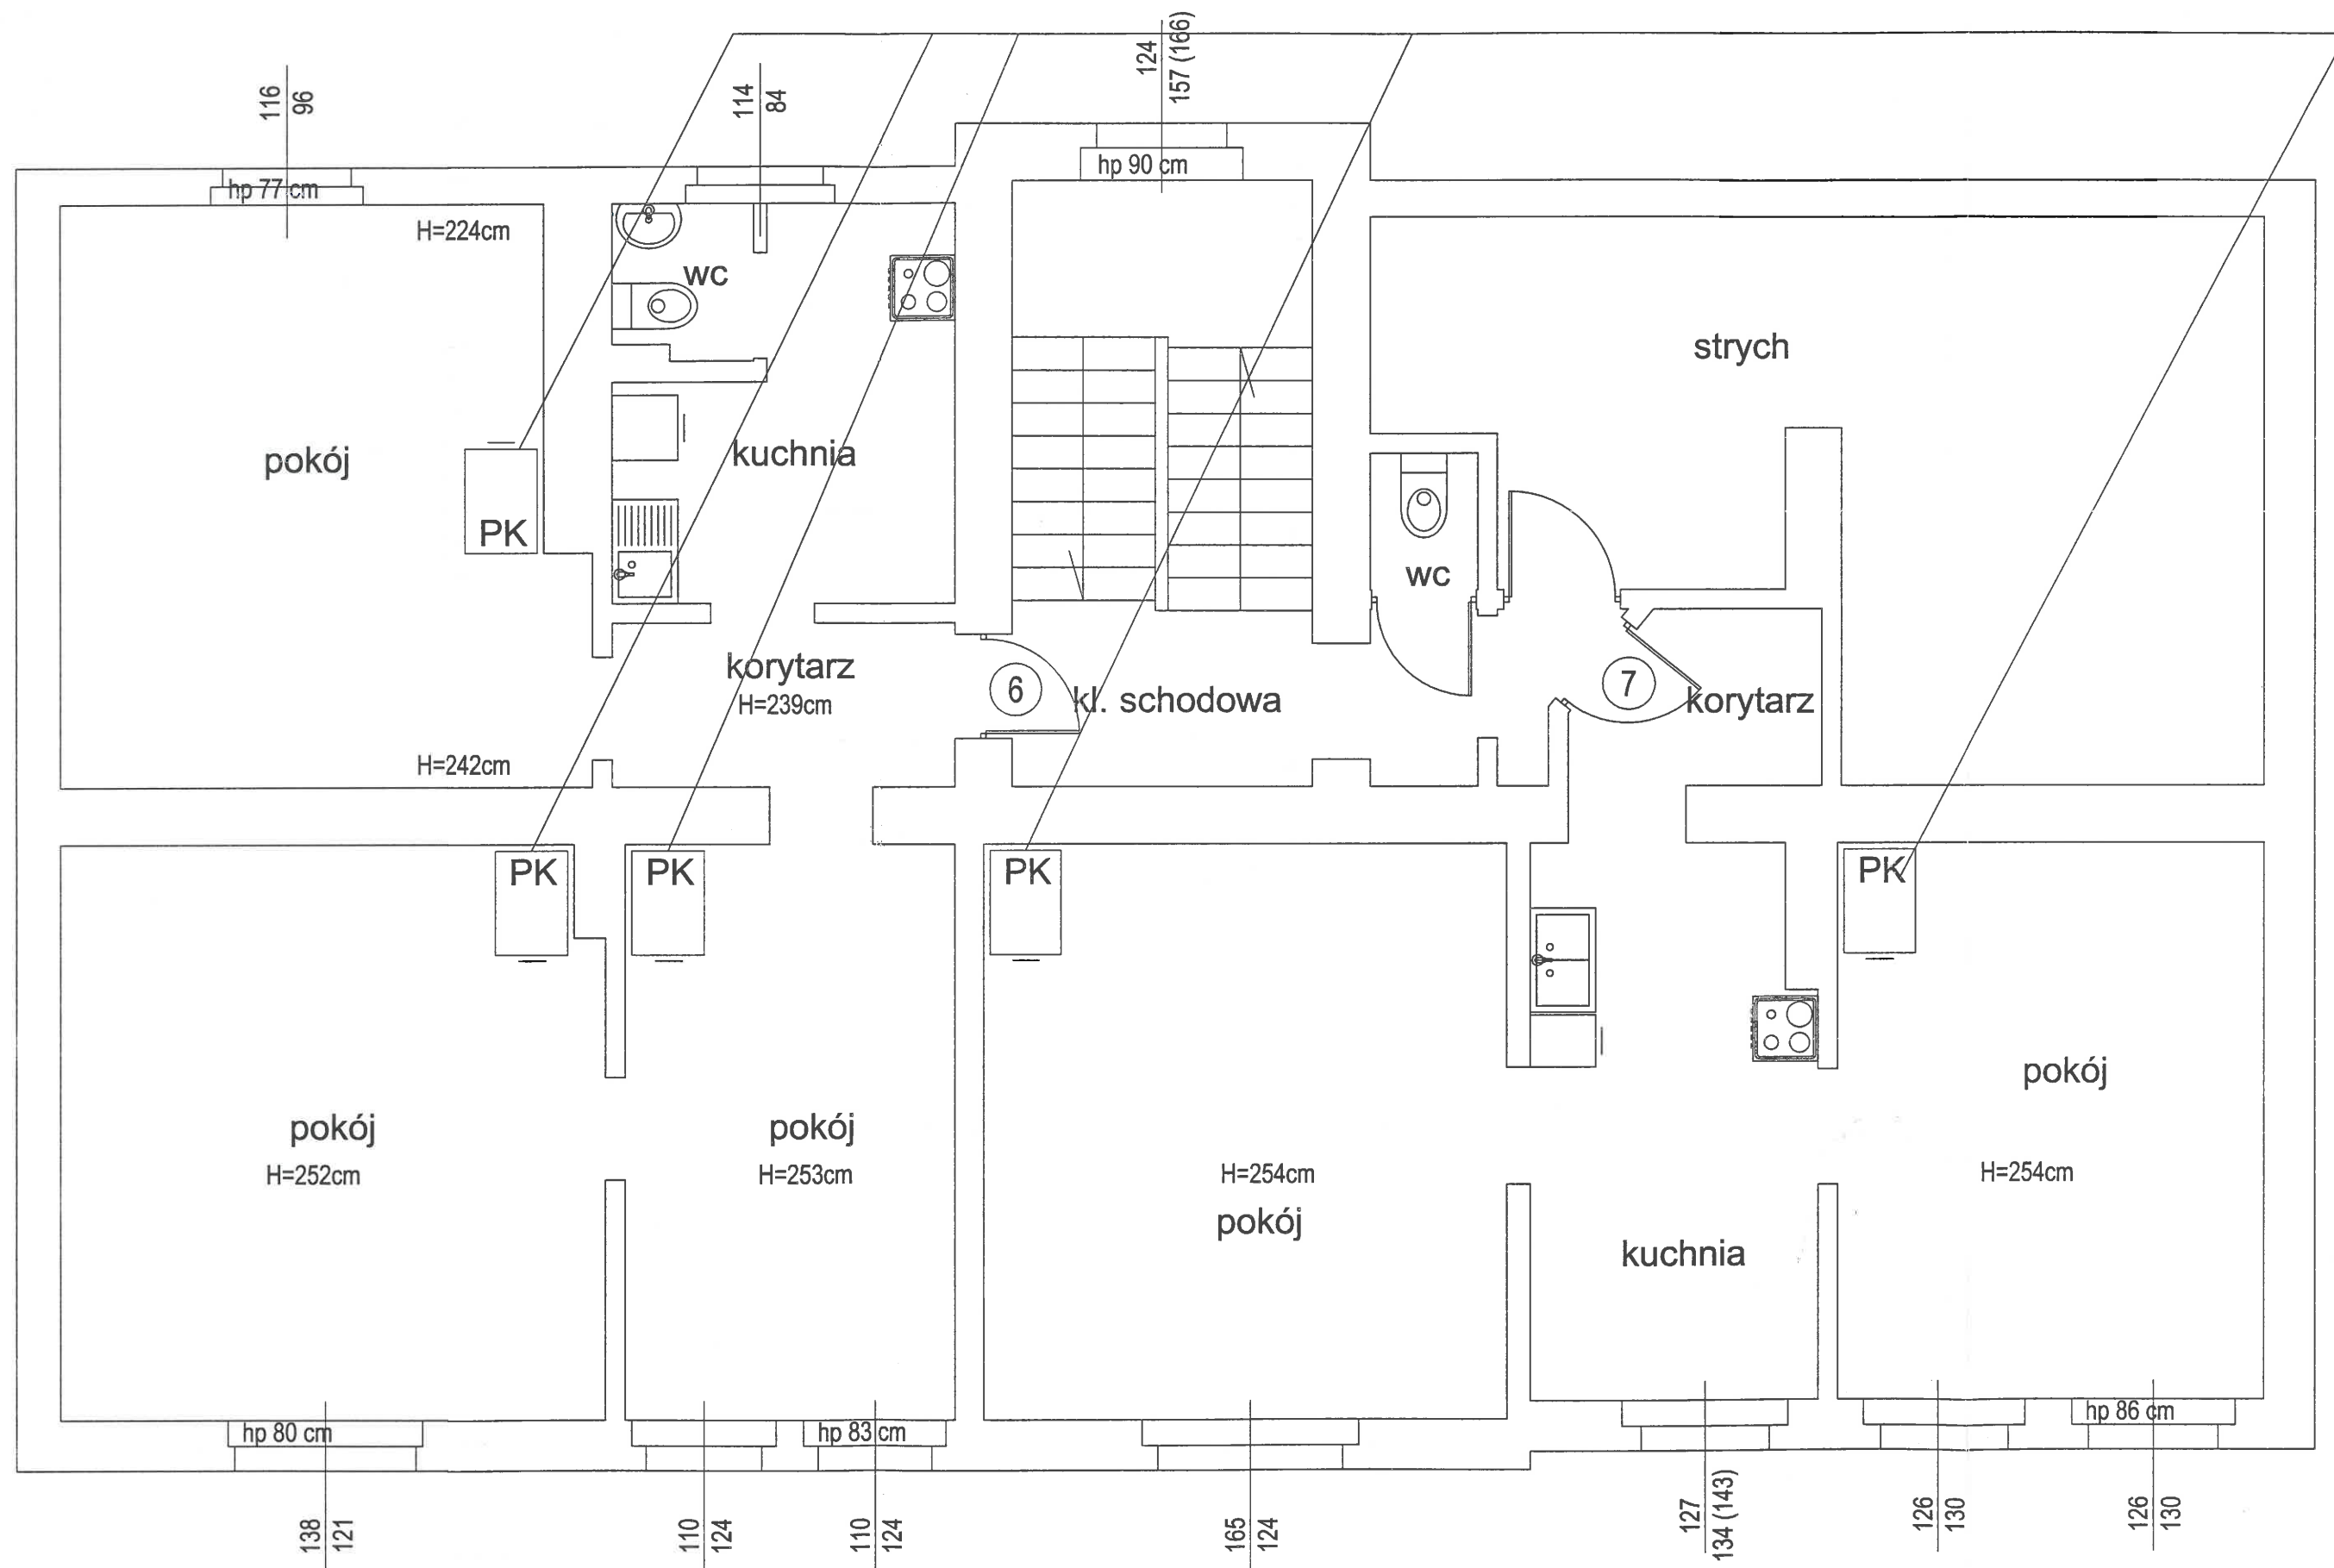 116
96
114
84
124
157 (166)
hp 77 cm
hp 90 cm
H=224cm
wc
strych
pokój
kuchnia
PK
wc
korytarz
H=239cm
6
kl. schodowa
7
korytarz
H=242cm
PK
PK
PK
PK
pokój
H=252cm
pokój
H=253cm
H=254cm
pokój
pokój
H=254cm
kuchnia
hp 80 cm
hp 83 cm
hp 86 cm
138
121
110
124
110
124
165
124
127
134 (143)
126
130
126
130